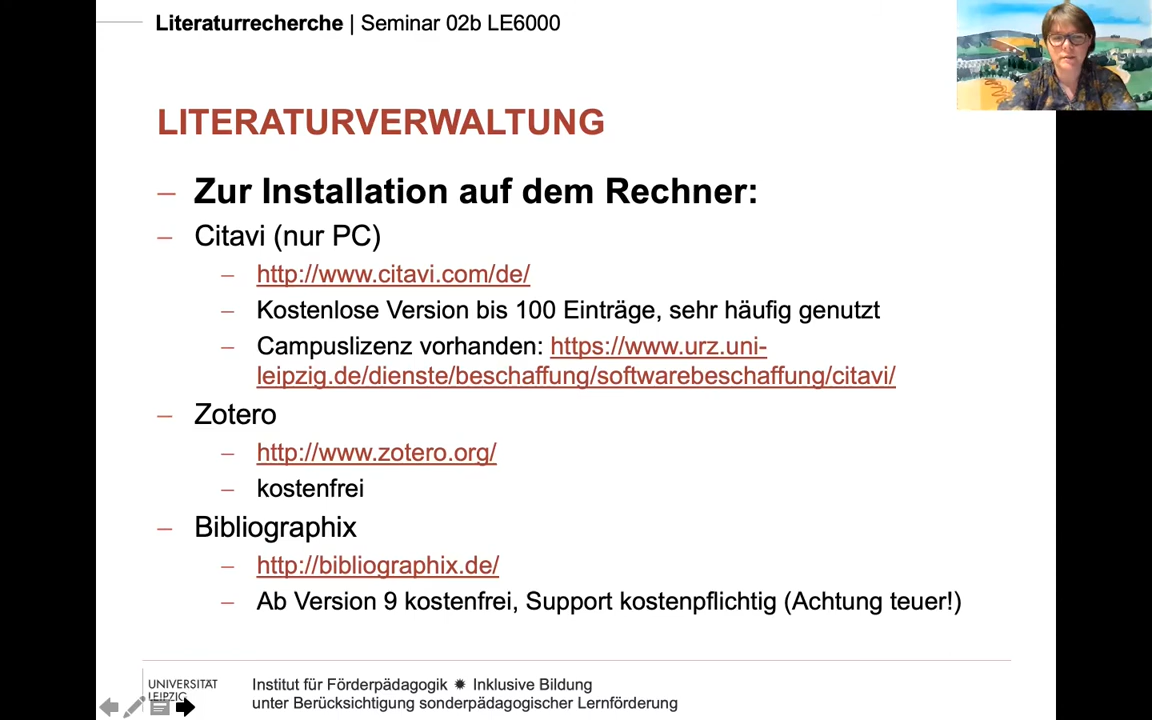 Literaturrecherche | Seminar 02b LE6000
LITERATURVERWALTUNG
– Zur Installation auf dem Rechner:
– Citavi (nur PC)
– http://www.citavi.com/de/
– Kostenlose Version bis 100 Einträge, sehr häufig genutzt
– Campuslizenz vorhanden: https://www.urz.uni-
leipzig.de/dienste/beschaffung/softwarebeschaffung/citavi/
– Zotero
– http://www.zotero.org/
– kostenfrei
– Bibliographix
– http://bibliographix.de/
– Ab Version 9 kostenfrei, Support kostenpflichtig (Achtung teuer!)
UNIVERSITÄT
LEIPZIG
Institut für Förderpädagogik ✹ Inklusive Bildung
unter Berücksichtigung sonderpädagogischer Lernförderung